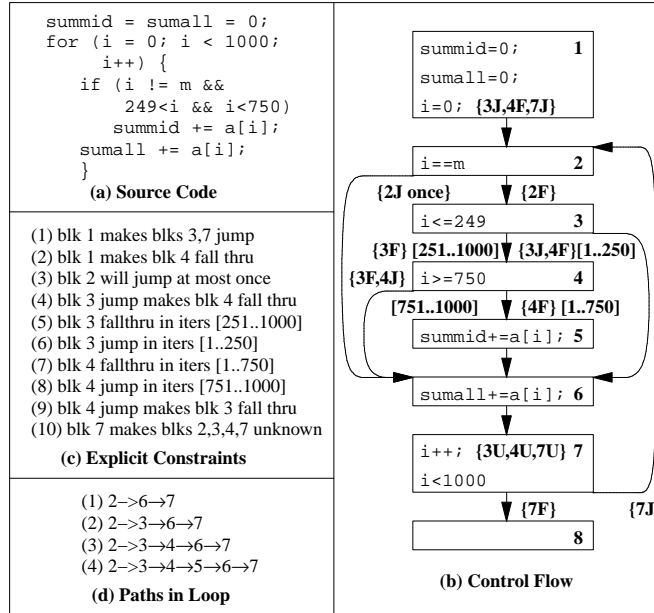 summid = sumall = 0;
for (i = 0; i < 1000;
i++) {
if (i != m &&
249<i && i<750)
summid += a[i];
sumall += a[i];
}
(a) Source Code
(1) blk 1 makes blks 3,7 jump
(2) blk 1 makes blk 4 fall thru
(3) blk 2 will jump at most once
(4) blk 3 jump makes blk 4 fall thru
(5) blk 3 fallthru in iters [251..1000]
(6) blk 3 jump in iters [1..250]
(7) blk 4 fallthru in iters [1..750]
(8) blk 4 jump in iters [751..1000]
(9) blk 4 jump makes blk 3 fall thru
(10) blk 7 makes blks 2,3,4,7 unknown
(c) Explicit Constraints
(1) 2−>6→7
(2) 2−>3→6→7
(3) 2−>3→4→6→7
(4) 2−>3→4→5→6→7
(d) Paths in Loop
summid=0; 1
sumall=0;
i=0; {3J,4F,7J}
i==m 2
{2J once} {2F}
i<=249 3
{3F} [251..1000] {3J,4F}[1..250]
{3F,4J} i>=750 4
[751..1000] {4F} [1..750]
summid+=a[i]; 5
sumall+=a[i]; 6
i++; {3U,4U,7U} 7
i<1000
{7F} {7J}
8
(b) Control Flow